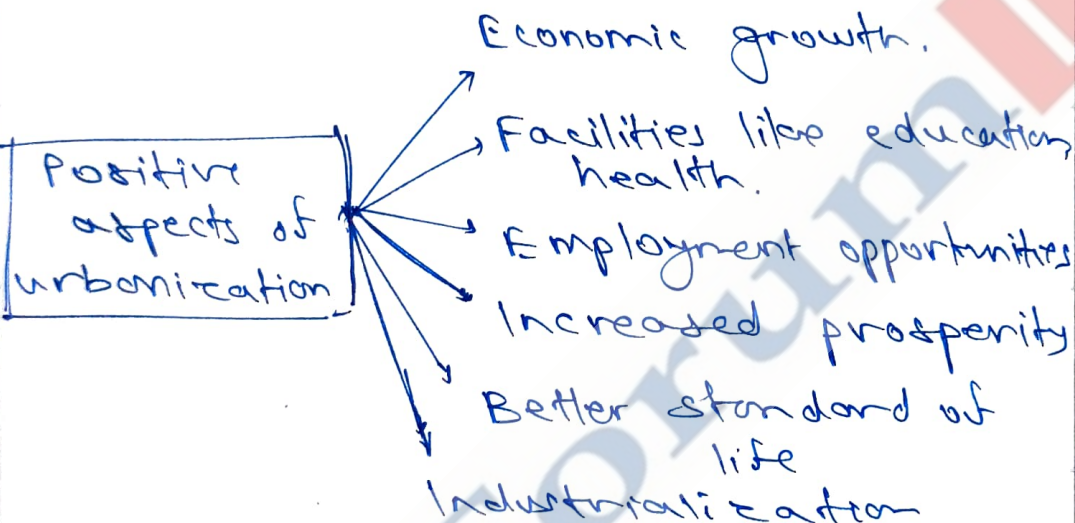 Economic growth.
Facilities like education,
health.
Positive
aspects of
urbanization
Employment opportunities
Increased prosperity
Better standard of
life
Industrialization
orum